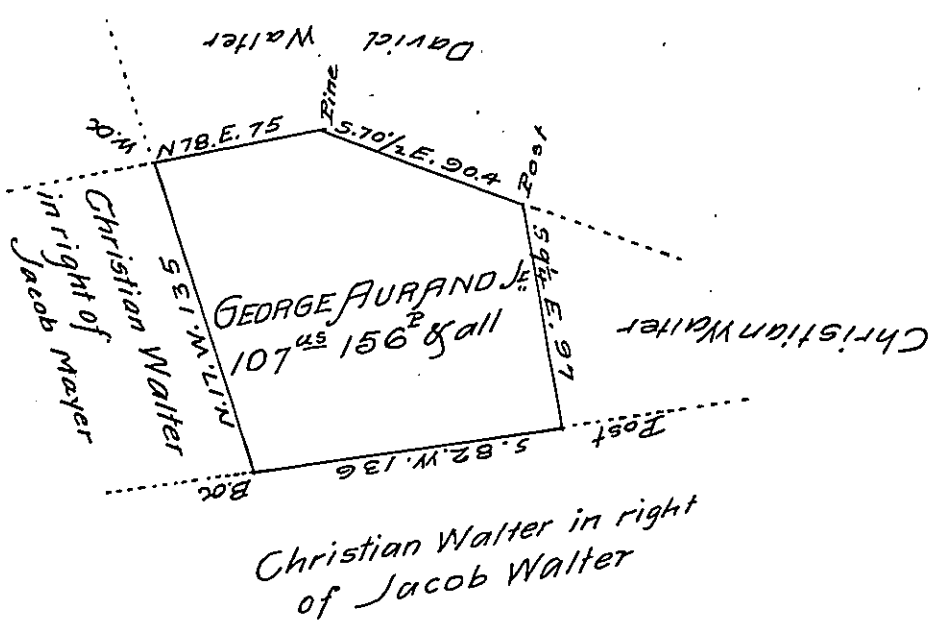 David Walter
Pine
Post
W.O.
N78.E.75
S.70½E.90.4
S9½E.97
Christian Walter
in right of
Jacob Mayer
N.17.W.135
GEORGE AURAND Jr
107as 156P & all
Christian Walter
Post
S.82.W.136
B.O.
Christian Walter in right
of Jacob Walter